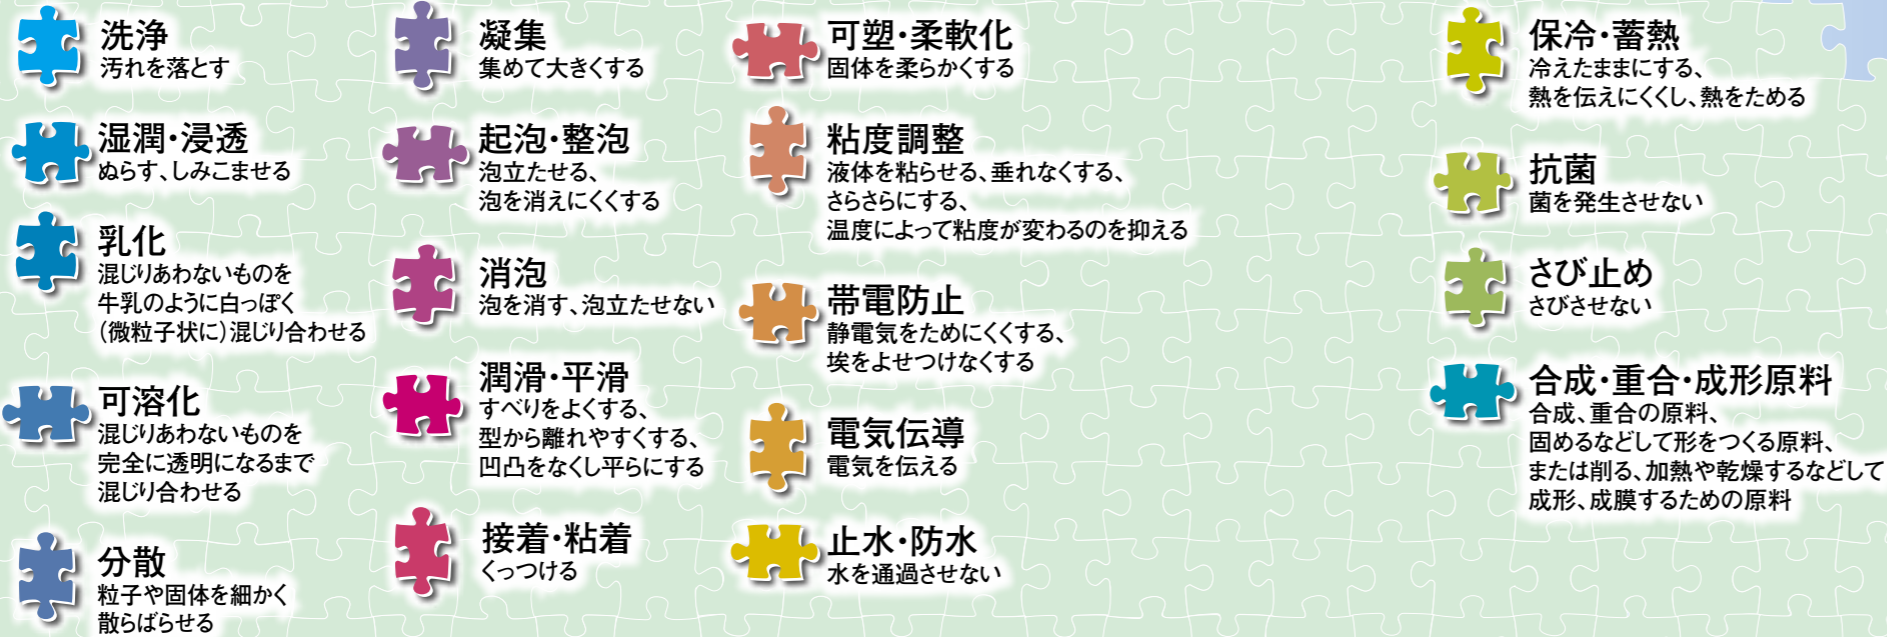 洗浄
汚れを落とす
湿潤・浸透
ぬらす、しみこませる
乳化
混じりあわないものを
牛乳のように白っぽく
（微粒子状に）混じり合わせる
可溶化
混じりあわないものを
完全に透明になるまで
混じり合わせる
分散
粒子や固体を細かく
散らばらせる
凝集
集めて大きくする
起泡・整泡
泡立たせる、
泡を消えにくくする
消泡
泡を消す、泡立たせない
潤滑・平滑
すべりをよくする、
型から離れやすくする、
凹凸をなくし平らにする
接着・粘着
くっつける
可塑・柔軟化
固体を柔らかくする
粘度調整
液体を粘らせる、垂れなくする、
さらさらにする、
温度によって粘度が変わるのを抑える
帯電防止
静電気をためにくくする、
埃をよせつけなくする
電気伝導
電気を伝える
止水・防水
水を通過させない
保冷・蓄熱
冷えたままにする、
熱を伝えにくくし、熱をためる
抗菌
菌を発生させない
さび止め
さびさせない
合成・重合・成形原料
合成、重合の原料、
固めるなどして形をつくる原料、
または削る、加熱や乾燥するなどして
成形、成膜するための原料